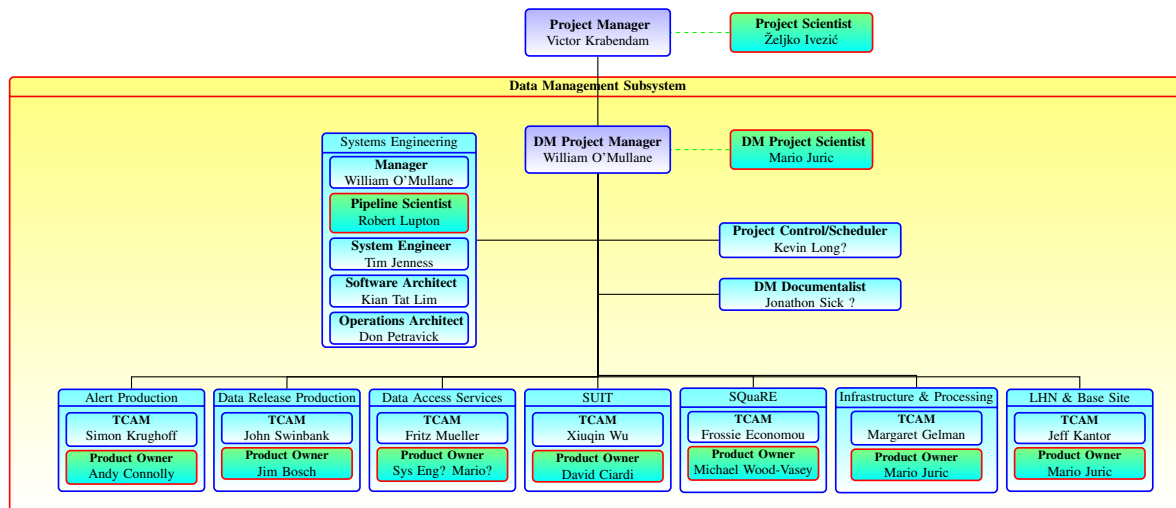 Project Manager
Victor Krabendam
Project Scientist
Željko Ivezić
Data Management Subsystem
DM Project Manager
William O'Mullane
DM Project Scientist
Mario Juric
Systems Engineering
Manager
William O'Mullane
Pipeline Scientist
Robert Lupton
System Engineer
Tim Jenness
Software Architect
Kian Tat Lim
Operations Architect
Don Petravick
Project Control/Scheduler
Kevin Long?
DM Documentalist
Jonathon Sick ?
Alert Production
TCAM
Simon Krughoff
Product Owner
Andy Connolly
Data Release Production
TCAM
John Swinbank
Product Owner
Jim Bosch
Data Access Services
TCAM
Fritz Mueller
Product Owner
Sys Eng? Mario?
SUIT
TCAM
Xiuqin Wu
Product Owner
David Ciardi
SQuaRE
TCAM
Frossie Economou
Product Owner
Michael Wood-Vasey
Infrastructure & Processing
TCAM
Margaret Gelman
Product Owner
Mario Juric
LHN & Base Site
TCAM
Jeff Kantor
Product Owner
Mario Juric